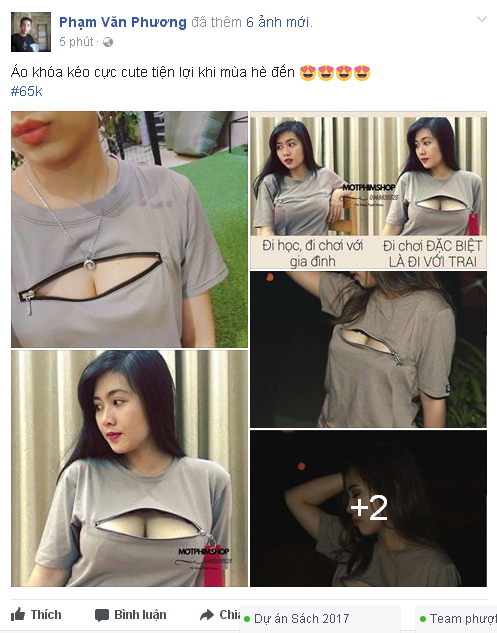 Phạm Văn Phương đã thêm 6 ảnh mới.
5 phút ·
Áo khóa kéo cực cute tiện lợi khi mùa hè đến
#65k
MOTPHIMSHOP
Đi học, đi chơi với
gia đình
Đi chơi ĐẶC BIỆT
LÀ ĐI VỚI TRAI
MOTPHIMSHOP
+2
Thích
Bình luận
Chia
Dự án Sách 2017
Team phượt